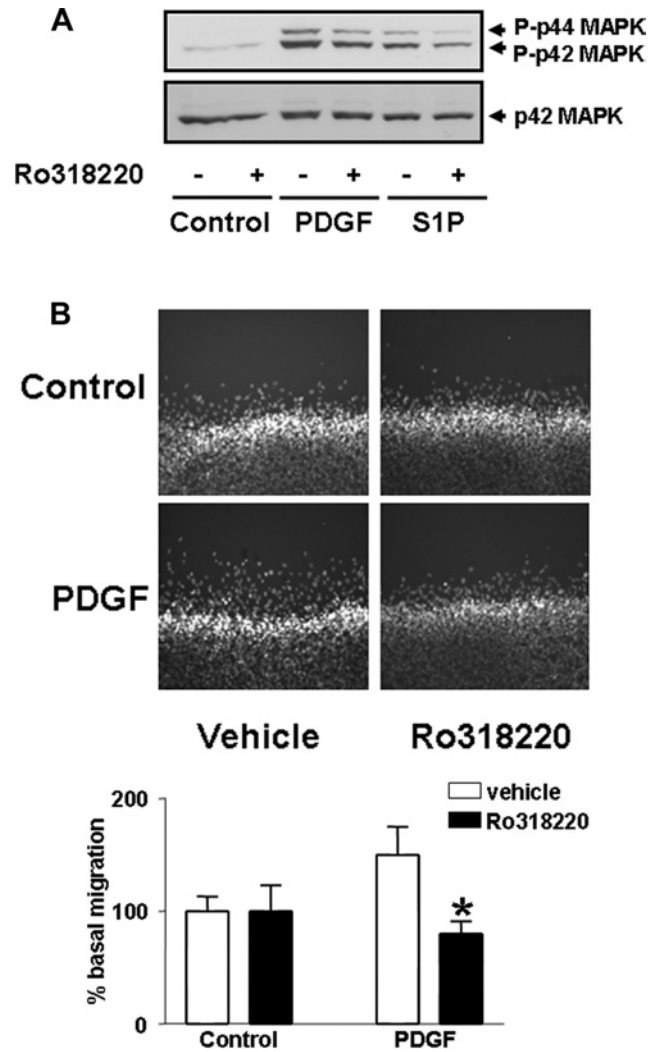 A
P-p44 MAPK
P-p42 MAPK
p42 MAPK
Ro318220 - + - + - +
Control PDGF S1P
B
Control
PDGF
Vehicle Ro318220
vehicle
Ro318220
% basal migration
200
100
0
*
Control PDGF